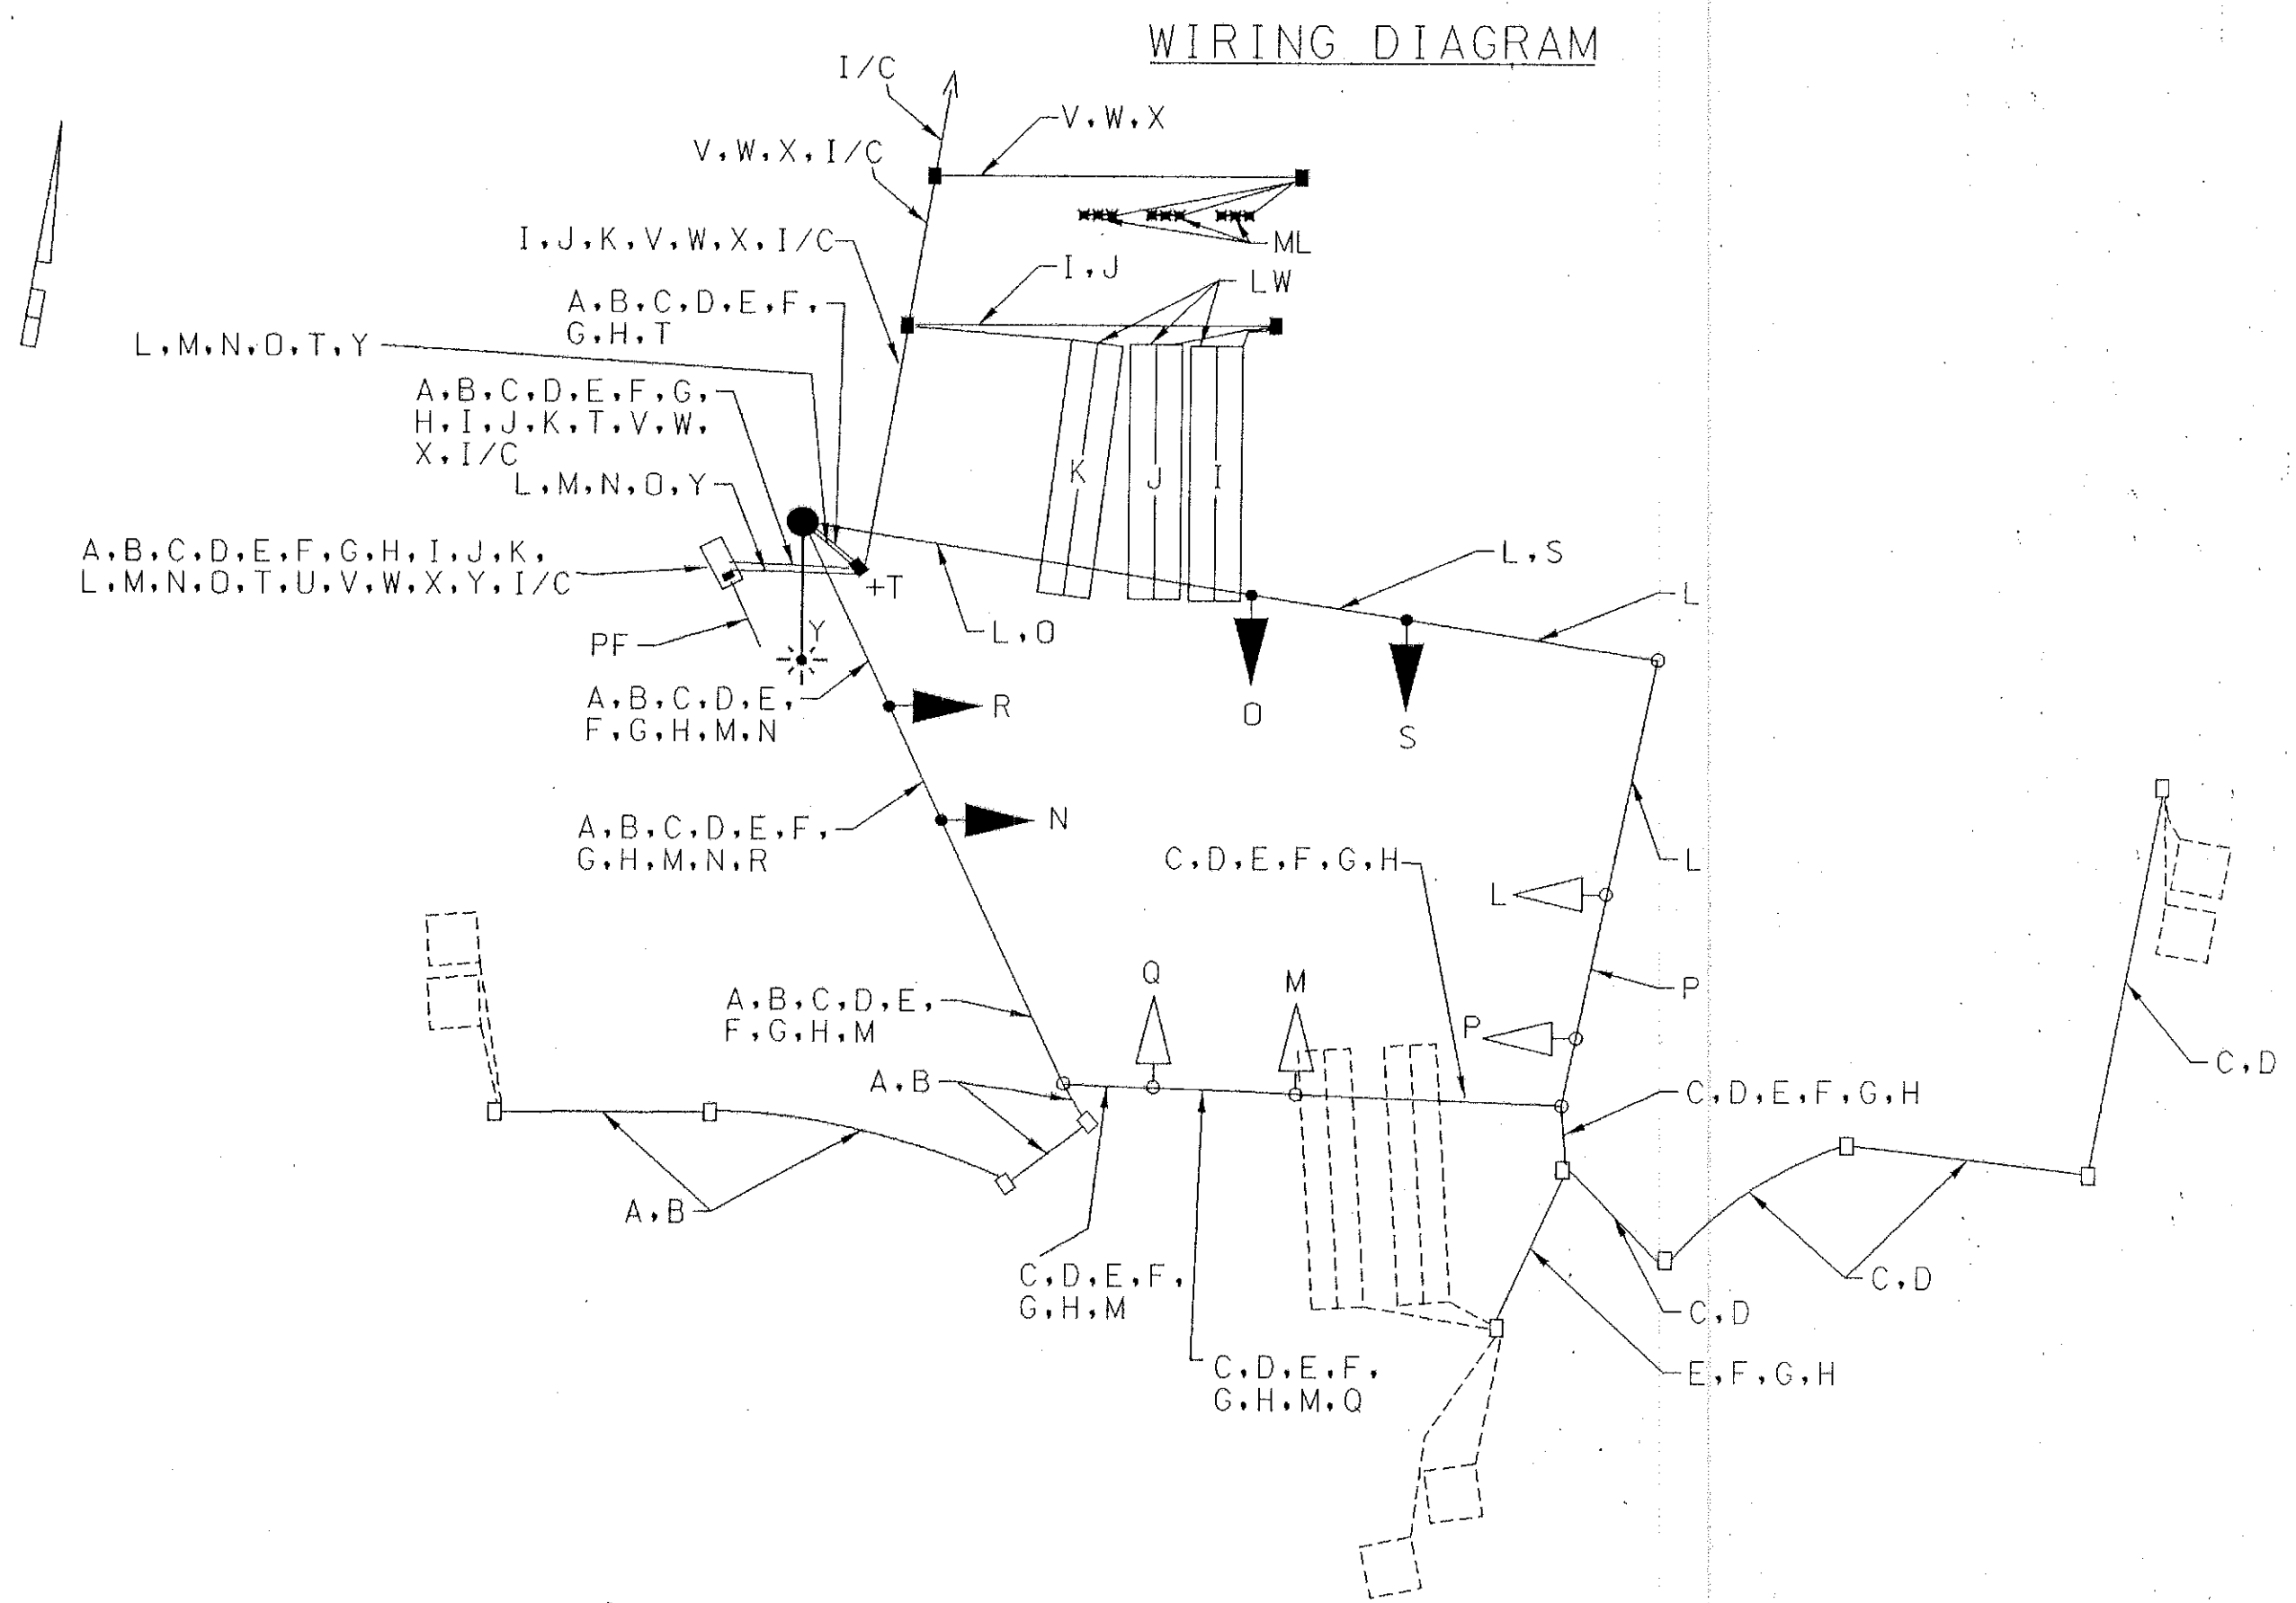 WIRING DIAGRAM
I/C
V,W,X
V,W,X,I/C
I,J,K,V,W,X,I/C
ML
I,J
LW
A,B,C,D,E,F,
G,H,T
L,M,N,O,T,Y
A,B,C,D,E,F,G,
H,I,J,K,T,V,W,
X,I/C
L,M,N,O,Y
K
J
I
A,B,C,D,E,F,G,H,I,J,K,
L,M,N,O,T,U,V,W,X,Y,I/C
+T
L,S
L
PF
Y
L,O
A,B,C,D,E,
F,G,H,M,N
R
O
S
A,B,C,D,E,F,
G,H,M,N,R
N
C,D,E,F,G,H
L
L
Q
M
P
A,B,C,D,E,
F,G,H,M
P
C,D
A,B
C,D,E,F,G,H
A,B
C,D,E,F,
G,H,M
C,D
C,D
C,D,E,F,
G,H,M,Q
E,F,G,H